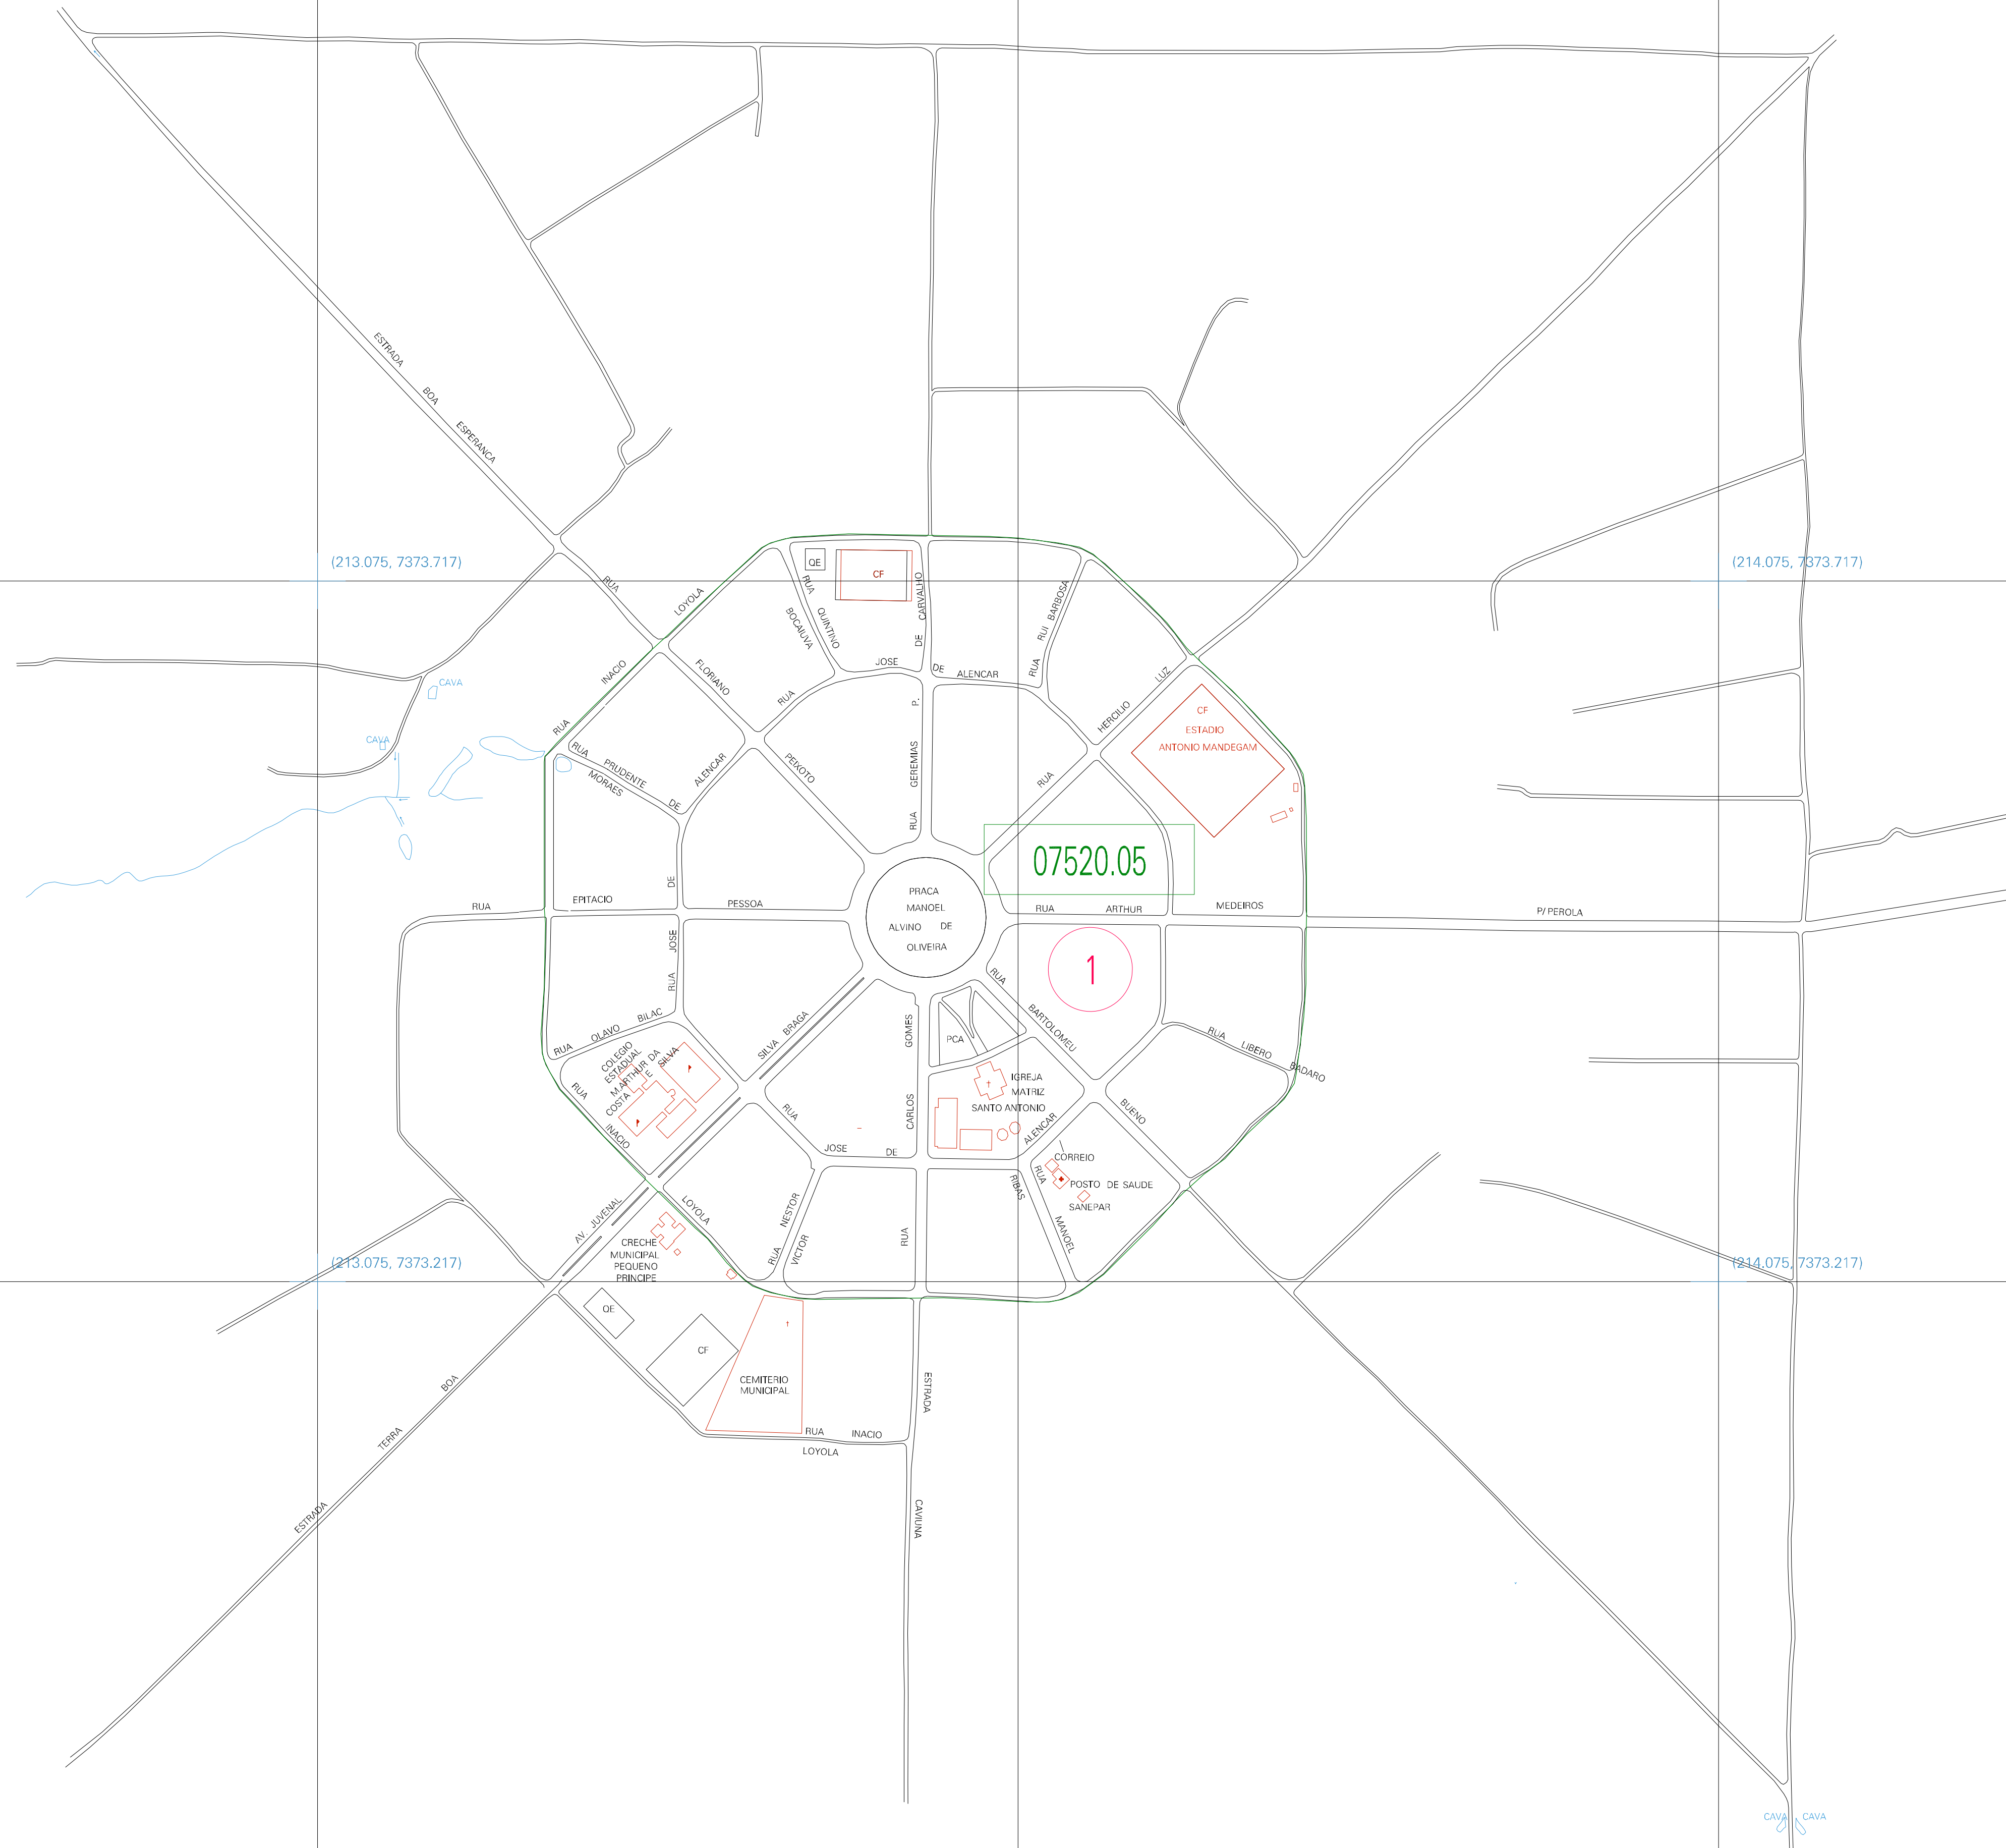 ESTRADA
BOA
ESPERANCA
(213.075, 7373.717)
(214.075, 7373.717)
RUA
LOYOLA
INACIO
RUA
QE
CF
RUA
QUINTINO
BOCAIUVA
CARVALHO
DE
P.
GEREMIAS
RUA
JOSE
DE
ALENCAR
RUA
RUI BARBOSA
FLORIANO
PEIXOTO
RUA
RUA
PRUDENTE
MORAES
DE
ALENCAR
DE
HERCILIO
LUZ
RUA
CF
ESTADIO
ANTONIO MANDEGAM
CAVA
CAVA
07520.05
PRACA
MANOEL
ALVINO DE
OLIVEIRA
RUA
EPITACIO
PESSOA
RUA
ARTHUR
MEDEIROS
P/ PEROLA
JOSE
RUA
1
RUA
BARTOLOMEU
BUENO
RUA
OLAVO
BILAC
SILVA BRAGA
GOMES
CARLOS
RUA
PCA
RUA
LIBERO
BADARO
COLEGIO
ESTADUAL
M.ARTHUR DA
COSTA E SILVA
RUA
INACIO
LOYOLA
IGREJA
MATRIZ
SANTO ANTONIO
ALENCAR
RUA
JOSE
DE
CORREIO
POSTO DE SAUDE
SANEPAR
RUA
MANOEL
RIBAS
AV. JUVENAL
RUA
NESTOR
VICTOR
CRECHE
MUNICIPAL
PEQUENO
PRINCIPE
(213.075, 7373.217)
(214.075, 7373.217)
QE
CF
CEMITERIO
MUNICIPAL
RUA
INACIO
LOYOLA
ESTRADA
CAVIUNA
BOA
TERRA
ESTRADA
CAVA
CAVA